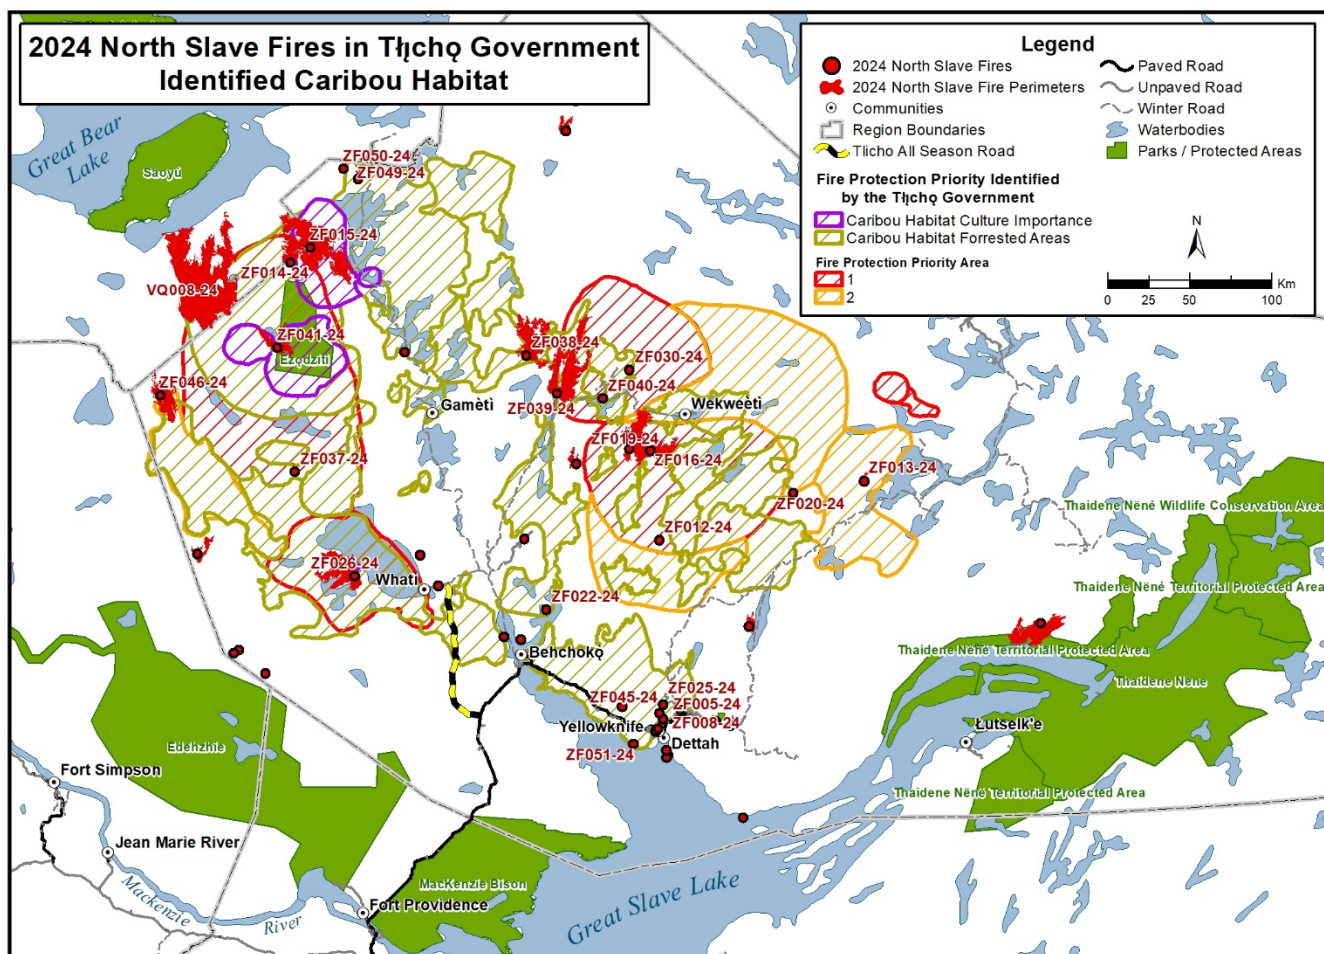 2024 North Slave Fires in Tłı̨chǫ Government
Identified Caribou Habitat
Legend
2024 North Slave Fires
2024 North Slave Fire Perimeters
Communities
Region Boundaries
Tlicho All Season Road
Paved Road
Unpaved Road
Winter Road
Waterbodies
Parks / Protected Areas
Fire Protection Priority Identified
by the Tłı̨chǫ Government
Caribou Habitat Culture Importance
Caribou Habitat Forrested Areas
Fire Protection Priority Area
1
2
N
0 25 50 100 Km
Great Bear
Lake
Saoyú
ZF050-24
ZF049-24
ZF015-24
ZF014-24
VQ008-24
ZF041-24
Ezǫdzìtì
ZF046-24
ZF038-24
ZF030-24
ZF040-24
ZF039-24
Gamètì
Wekweètì
ZF019-24
ZF016-24
ZF037-24
ZF013-24
ZF020-24
ZF012-24
Thaidene Nëné Wildlife Conservation Area
ZF026-24
Whatì
Thaidene Nëné Territorial Protected Area
ZF022-24
Behchokǫ̀
Thaidene Nëné Territorial Protected Area
Thaidene Nene
ZF025-24
ZF045-24
ZF005-24
ZF008-24
Yellowknife
Dettah
ZF051-24
Łutselk'e
Edehzhie
Fort Simpson
Thaidene Nëné Territorial Protected Area
Jean Marie River
MacKenzie Bison
Mackenzie
River
Fort Providence
Great Slave Lake